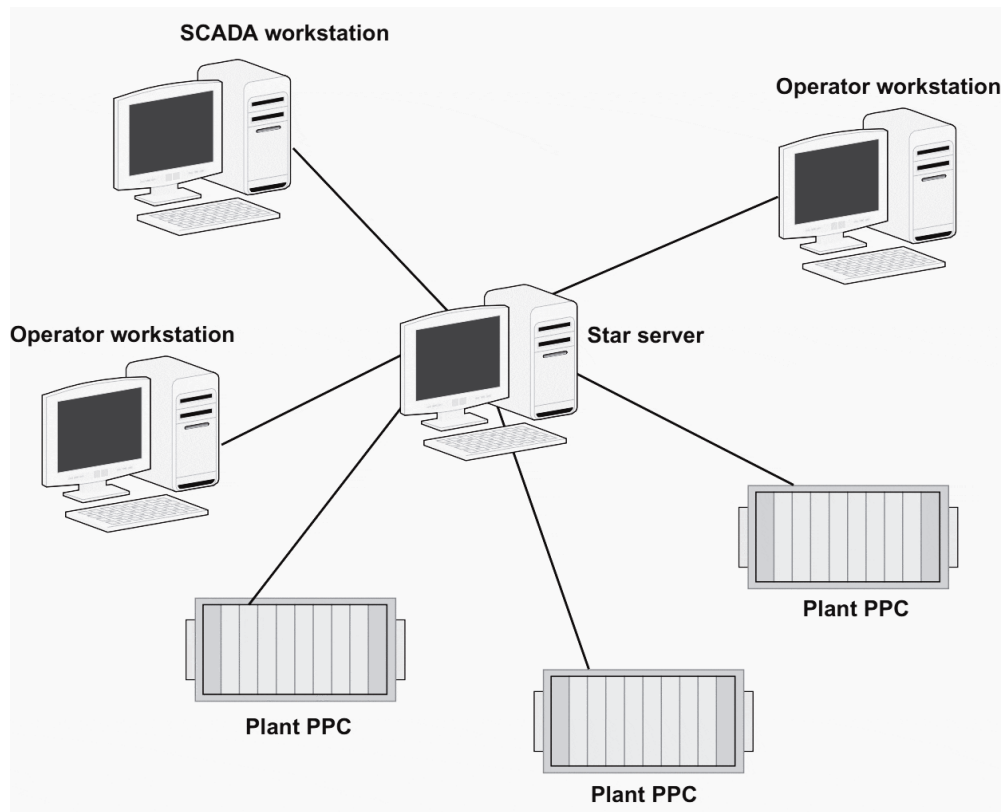 SCADA workstation
Operator workstation
Operator workstation
Star server
Plant PPC
Plant PPC
Plant PPC